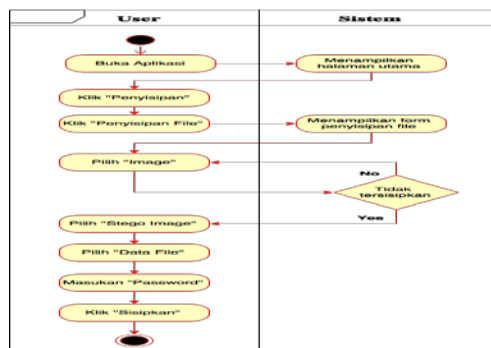 User
Sistem
Buka Aplikasi
Menampilkan
halaman utama
Klik "Penyisipan"
Klik "Penyisipan File"
Menampilkan form
penyisipan file
Pilih "Image"
No
Tidak
tersisipkan
Yes
Pilih "Stego Image"
Pilih "Data File"
Masukan "Password"
Klik "Sisipkan"